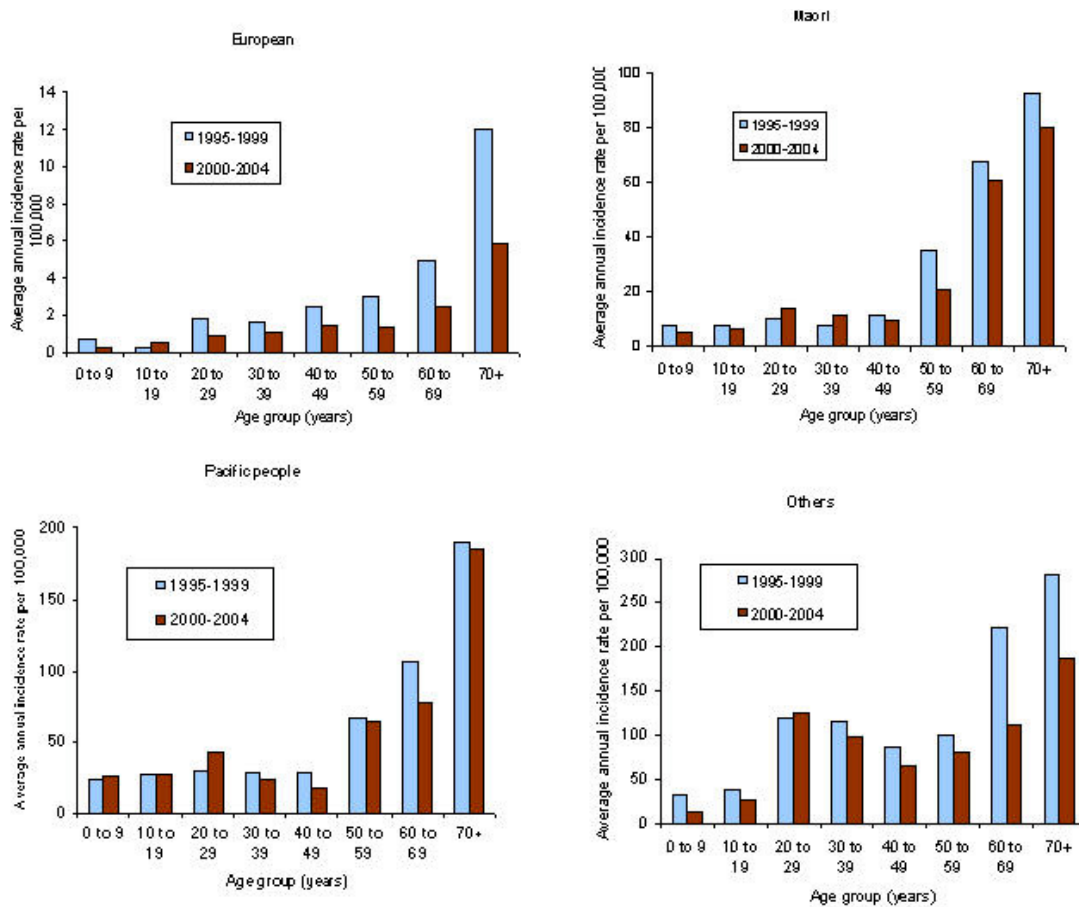 European
Average annual incidence rate per
100,000
14
12
10
8
6
4
2
0
1995-1999
2000-2004
0 to 9
10 to
19
20 to
29
30 to
39
40 to
49
50 to
59
60 to
69
70+
Age group (years)
Maori
Average annual incidence rate per 100,000
100
80
60
40
20
0
1995-1999
2000-2004
0 to 9
10 to
19
20 to
29
30 to
39
40 to
49
50 to
59
60 to
69
70+
Age group (years)
Pacific people
Average annual incidence rate per 100,000
200
150
100
50
0
1995-1999
2000-2004
0 to 9
10 to
19
20 to
29
30 to
39
40 to
49
50 to
59
60 to
69
70+
Age group (years)
Others
Average annual incidence rate per 100,000
300
250
200
150
100
50
0
1995-1999
2000-2004
0 to 9
10 to
19
20 to
29
30 to
39
40 to
49
50 to
59
60 to
69
70+
Age group (years)